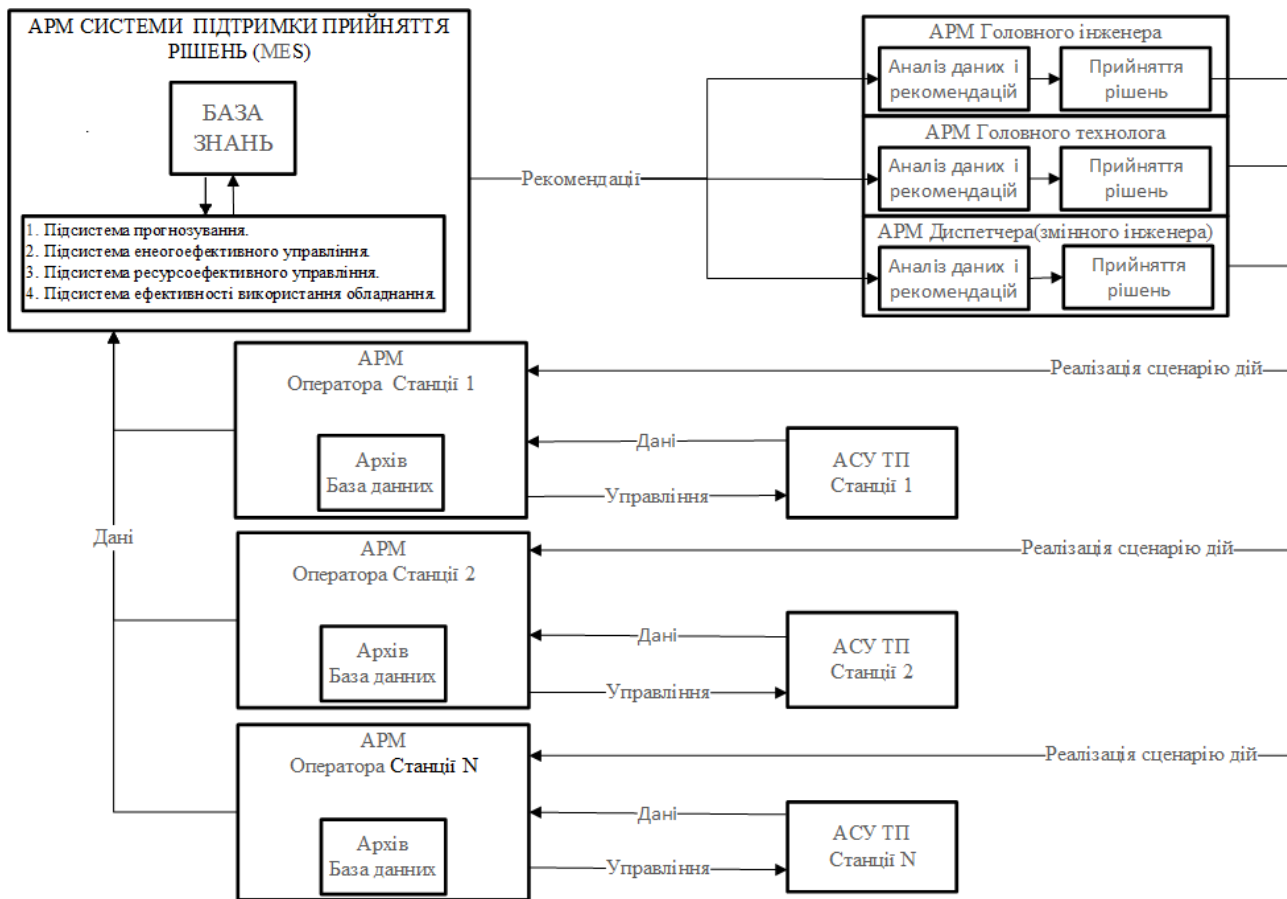 АРМ СИСТЕМИ ПІДТРИМКИ ПРИЙНЯТТЯ
РІШЕНЬ (MES)
БАЗА
ЗНАНЬ
1. Підсистема прогнозування.
2. Підсистема енеогоефективного управління.
3. Підсистема ресурсоефективного управління.
4. Підсистема ефективності використання обладнання.
Рекомендації
АРМ Головного інженера
Аналіз даних і
рекомендацій
Прийняття
рішень
АРМ Головного технолога
Аналіз даних і
рекомендацій
Прийняття
рішень
АРМ Диспетчера(змінного інженера)
Аналіз даних і
рекомендацій
Прийняття
рішень
АРМ
Оператора Станції 1
Архів
База данних
Реалізація сценарію дій
Дані
Управління
АСУ ТП
Станції 1
Дані
АРМ
Оператора Станції 2
Архів
База данних
Реалізація сценарію дій
Дані
Управління
АСУ ТП
Станції 2
АРМ
Оператора Станції N
Архів
База данних
Реалізація сценарію дій
Дані
Управління
АСУ ТП
Станції N